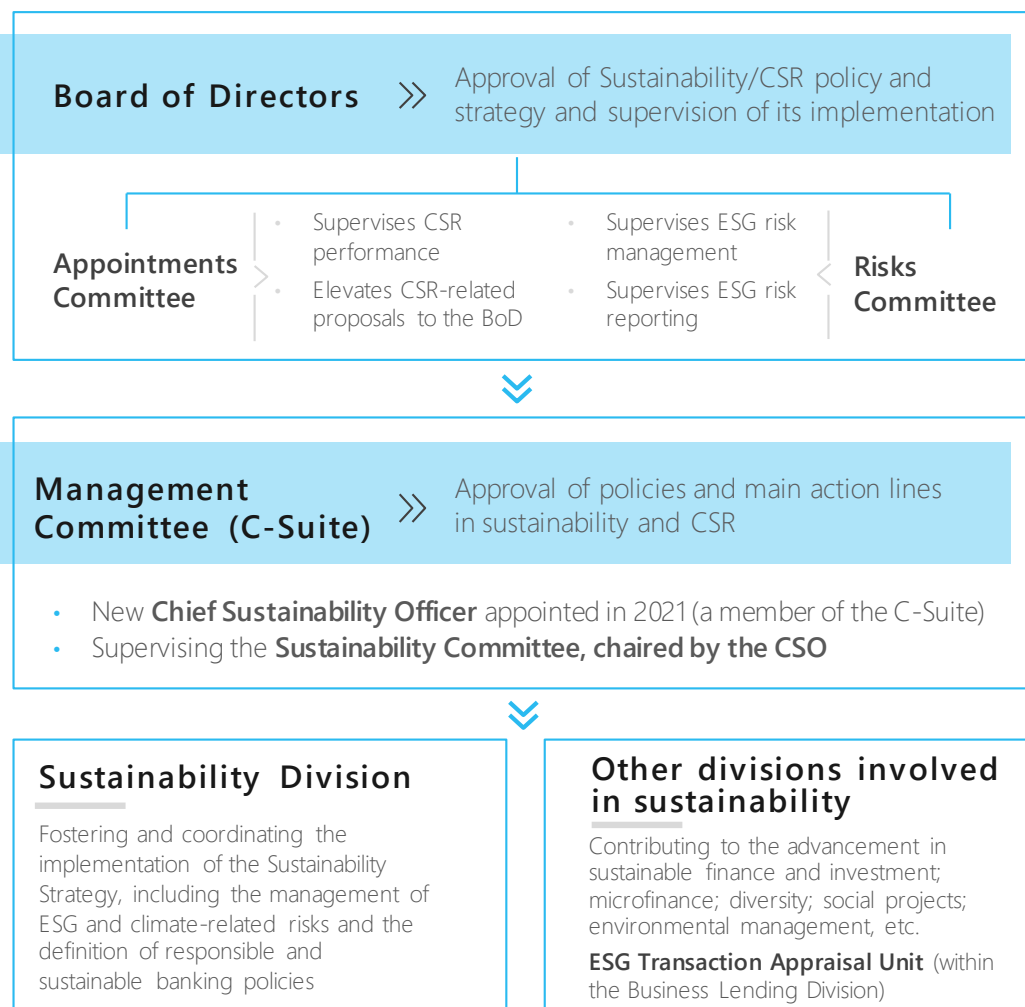 Board of Directors
Approval of Sustainability/CSR policy and
strategy and supervision of its implementation
Appointments
Committee
• Supervises CSR
performance
• Elevates CSR-related
proposals to the BoD
• Supervises ESG risk
management
• Supervises ESG risk
reporting
Risks
Committee
Management
Committee (C-Suite)
Approval of policies and main action lines
in sustainability and CSR
• New Chief Sustainability Officer appointed in 2021 (a member of the C-Suite)
• Supervising the Sustainability Committee, chaired by the CSO
Sustainability Division
Fostering and coordinating the
implementation of the Sustainability
Strategy, including the management of
ESG and climate-related risks and the
definition of responsible and
sustainable banking policies
Other divisions involved
in sustainability
Contributing to the advancement in
sustainable finance and investment;
microfinance; diversity; social projects;
environmental management, etc.
ESG Transaction Appraisal Unit (within
the Business Lending Division)